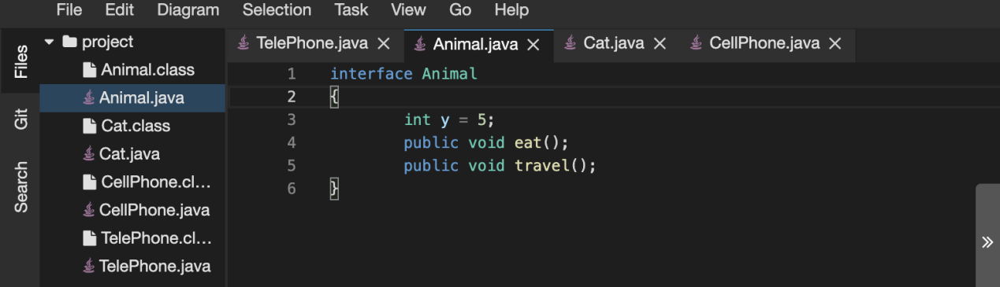 File Edit Diagram Selection Task View Go Help
Files
Git
Search
project
Animal.class
Animal.java
Cat.class
Cat.java
CellPhone.cl...
CellPhone.java
TelePhone.cl...
TelePhone.java
TelePhone.java Animal.java Cat.java CellPhone.java
1 interface Animal
2 {
3 int y = 5;
4 public void eat();
5 public void travel();
6 }